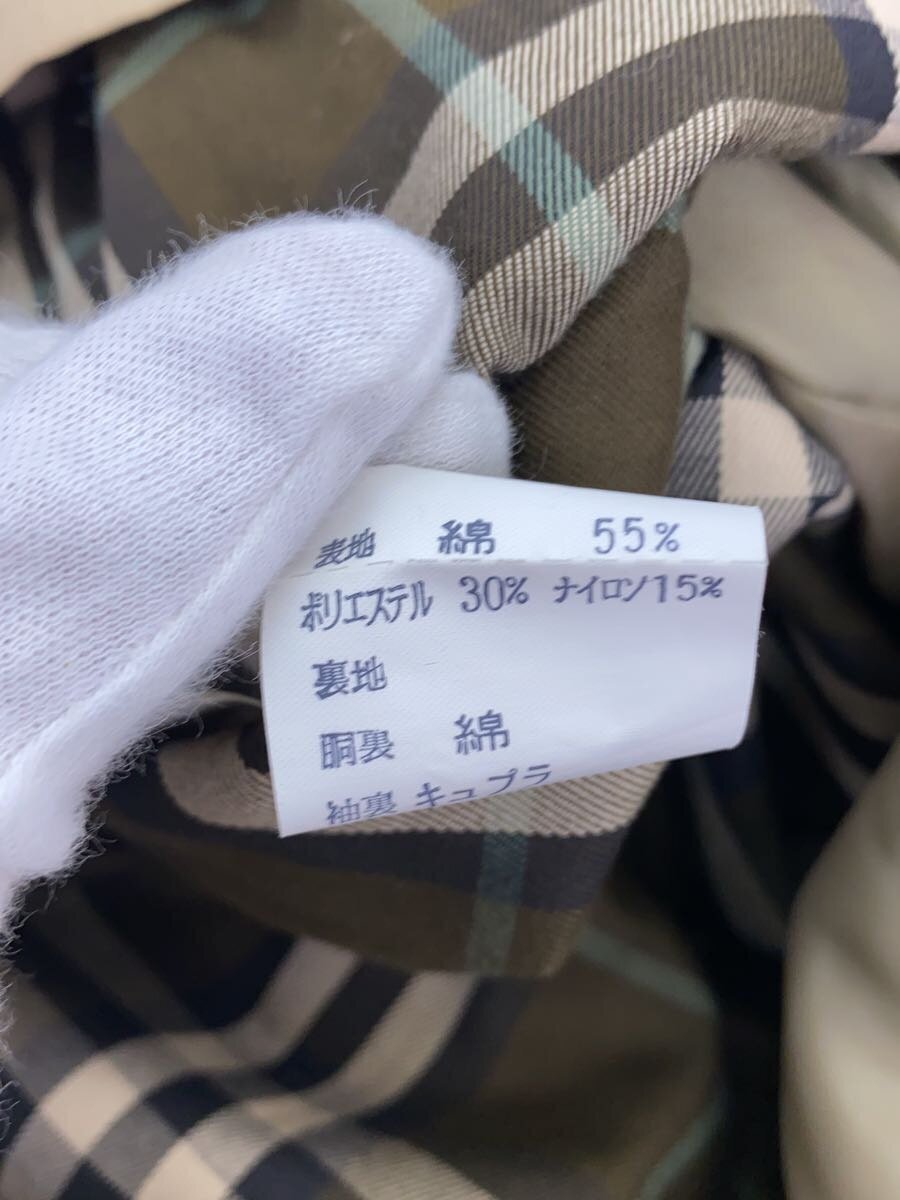 表地 綿 55%
ポリエステル 30% ナイロン15%
裏地
胴裏 綿
袖裏 キュプラ